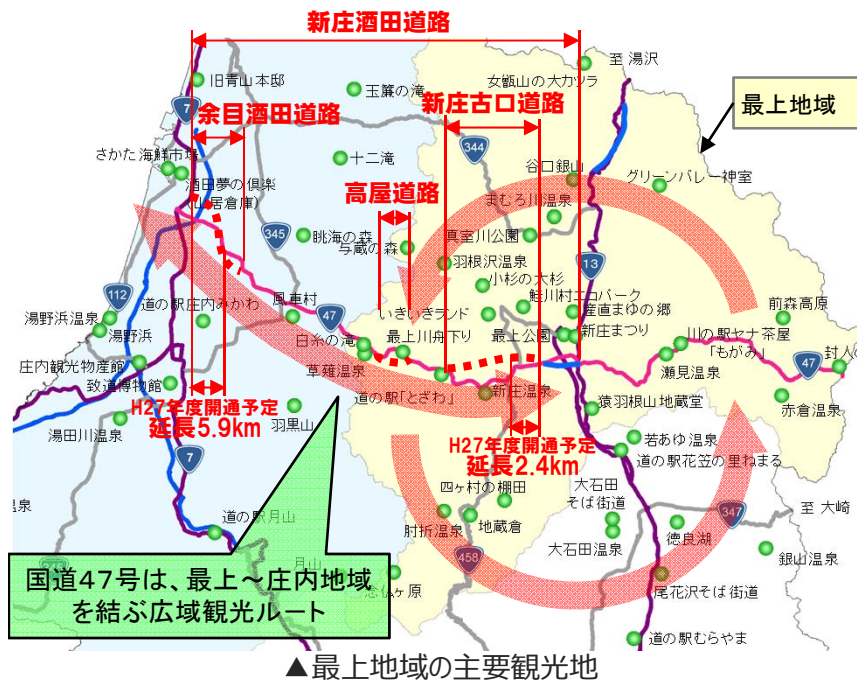 新庄酒田道路
至 湯沢
旧青山本邸
玉簾の滝
女甑山の大カツラ
7
余目酒田道路
新庄古口道路
最上地域
344
さかた海鮮市場
十二滝
谷口銀山
酒田夢の倶楽
(山居倉庫)
高屋道路
グリーンバレー神室
まむろ川温泉
345
眺海の森
与蔵の森
真室川公園
羽根沢温泉
13
小杉の大杉
112
道の駅庄内みかわ
風車村
47
いきいきランド
鮭川村エコパーク
産直まゆの郷
前森高原
湯野浜温泉
湯野浜
白糸の滝
最上川舟下り
最上公園
新庄まつり
川の駅セナ茶屋
「もがみ」
47
封人の
庄内観光物産館
草薙温泉
瀬見温泉
致道博物館
道の駅「とざわ」
新庄温泉
赤倉温泉
H27年度開通予定
延長5.9km
羽黒山
猿羽根山地蔵堂
湯田川温泉
H27年度開通予定
延長2.4km
若あゆ温泉
道の駅花笠の里ねまる
7
四ヶ村の棚田
大石田
そば街道
温泉
347
至 大崎
道の駅月山
肘折温泉
地蔵倉
大石田温泉
徳良湖
月山
458
銀山温泉
国道47号は、最上～庄内地域
を結ぶ広域観光ルート
ヶ原
尾花沢そば街道
道の駅むらやま
▲最上地域の主要観光地